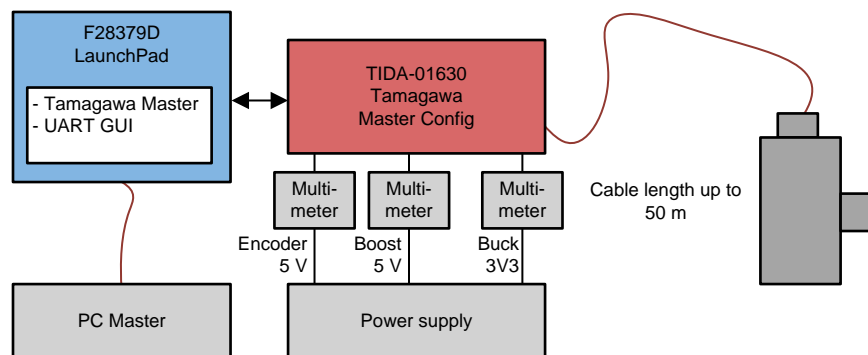 F28379D
LaunchPad
- Tamagawa Master
- UART GUI
TIDA-01630
Tamagawa
Master Config
Multi-
meter
Multi-
meter
Multi-
meter
Cable length up to
50 m
Encoder
5 V
Boost
5 V
Buck
3V3
PC Master
Power supply